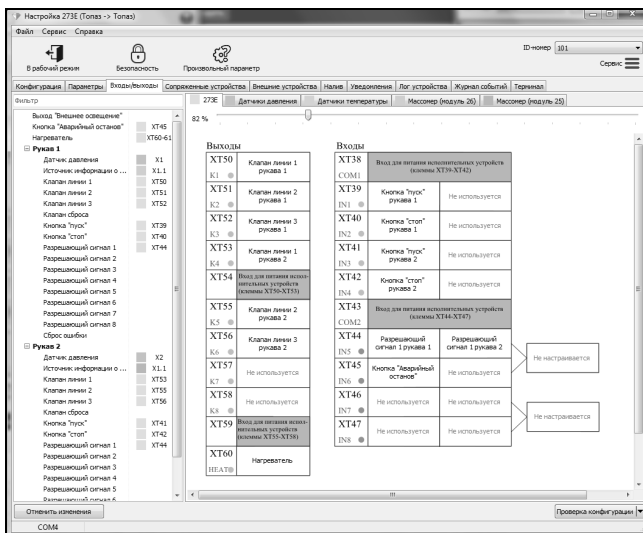 Настройка 273Е (Топаз -> Топаз)
Файл Сервис Справка
В рабочий режим
Безопасность
Произвольный параметр
ID-номер 101
Сервис
Конфигурация Параметры Входы/выходы Сопряженные устройства Внешние устройства Налив Уведомления Лог устройства Журнал событий Терминал
Фильтр
Выход "Внешнее освещение"
Кнопка "Аварийный останов" XT45
Нагреватель XT60-61
Рукав 1
Датчик давления X1
Источник информации о ... X1.1
Клапан линии 1 XT50
Клапан линии 2 XT51
Клапан линии 3 XT52
Клапан сброса
Кнопка "пуск" XT39
Кнопка "стоп" XT40
Разрешающий сигнал 1 XT44
Разрешающий сигнал 2
Разрешающий сигнал 3
Разрешающий сигнал 4
Разрешающий сигнал 5
Разрешающий сигнал 6
Разрешающий сигнал 7
Разрешающий сигнал 8
Сброс ошибки
Рукав 2
Датчик давления X2
Источник информации о ... X1.1
Клапан линии 1 XT53
Клапан линии 2 XT55
Клапан линии 3 XT56
Клапан сброса
Кнопка "пуск" XT41
Кнопка "стоп" XT42
Разрешающий сигнал 1 XT44
Разрешающий сигнал 2
Разрешающий сигнал 3
Разрешающий сигнал 4
Разрешающий сигнал 5
Разрешающий сигнал 6
273Е Датчики давления Датчики температуры Массомер (модуль 26) Массомер (модуль 25)
82 %
Выходы
XT50
K1
Клапан линии 1
рукава 1
XT51
K2
Клапан линии 2
рукава 1
XT52
K3
Клапан линии 3
рукава 1
XT53
K4
Клапан линии 1
рукава 2
XT54
Вход для питания испол-
нительных устройств
(клеммы XT50-XT53)
XT55
K5
Клапан линии 2
рукава 2
XT56
K6
Клапан линии 3
рукава 2
XT57
K7
Не используется
XT58
K8
Не используется
XT59
Вход для питания испол-
нительных устройств
(клеммы XT55-XT58)
XT60
HEAT
Нагреватель
Входы
XT38
COM1
Вход для питания исполнительных устройств
(клеммы XT39-XT42)
XT39
IN1
Кнопка "пуск"
рукава 1
Не используется
XT40
IN2
Кнопка "стоп"
рукава 1
Не используется
XT41
IN3
Кнопка "пуск"
рукава 2
Не используется
XT42
IN4
Кнопка "стоп"
рукава 2
Не используется
XT43
COM2
Вход для питания исполнительных устройств
(клеммы XT44-XT47)
XT44
IN5
Разрешающий
сигнал 1 рукава 1
Разрешающий
сигнал 1 рукава 2
XT45
IN6
Кнопка "Аварийный
останов"
Не используется
Не настраивается
XT46
IN7
Не используется
Не используется
XT47
IN8
Не используется
Не используется
Не настраивается
Отменить изменения
Проверка конфигурации
COM4